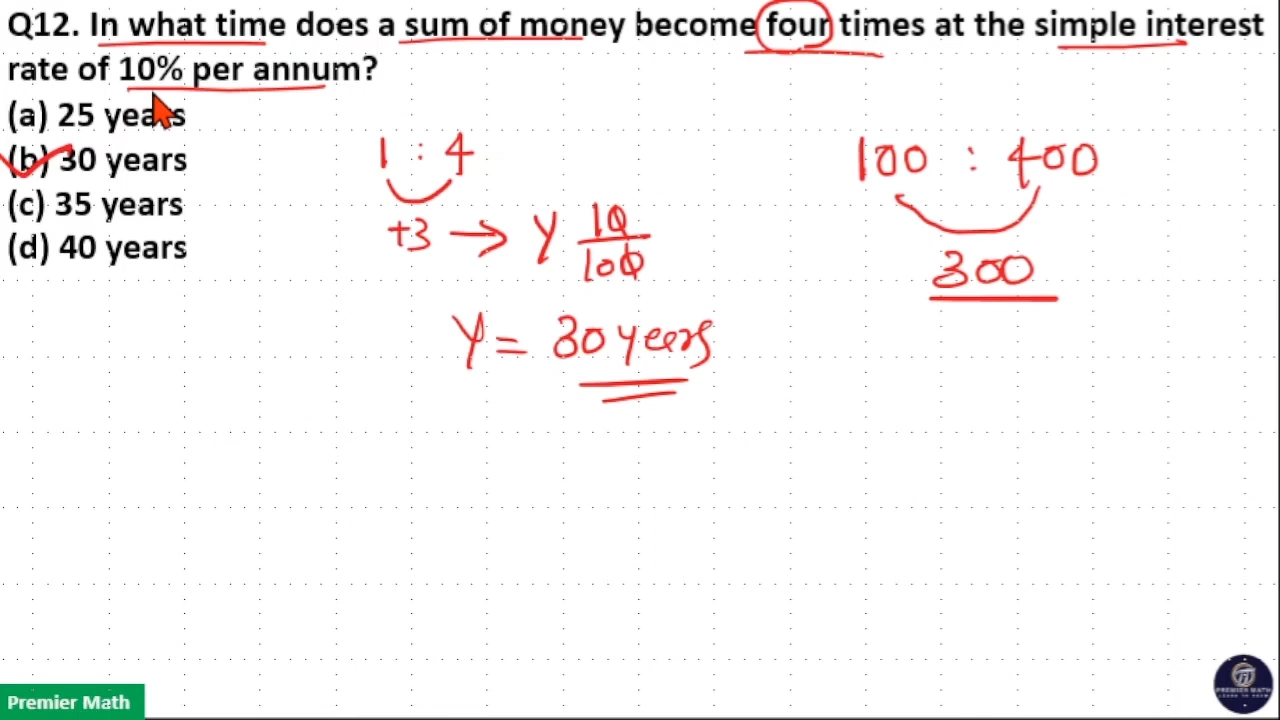 Q12. In what time does a sum of money become four times at the simple interest
rate of 10% per annum?
(a) 25 years
(b) 30 years
(c) 35 years
(d) 40 years
1 : 4
+3 → Y 10/100
Y = 30 years
100 : 400
300
Premier Math
PREMIER MATH